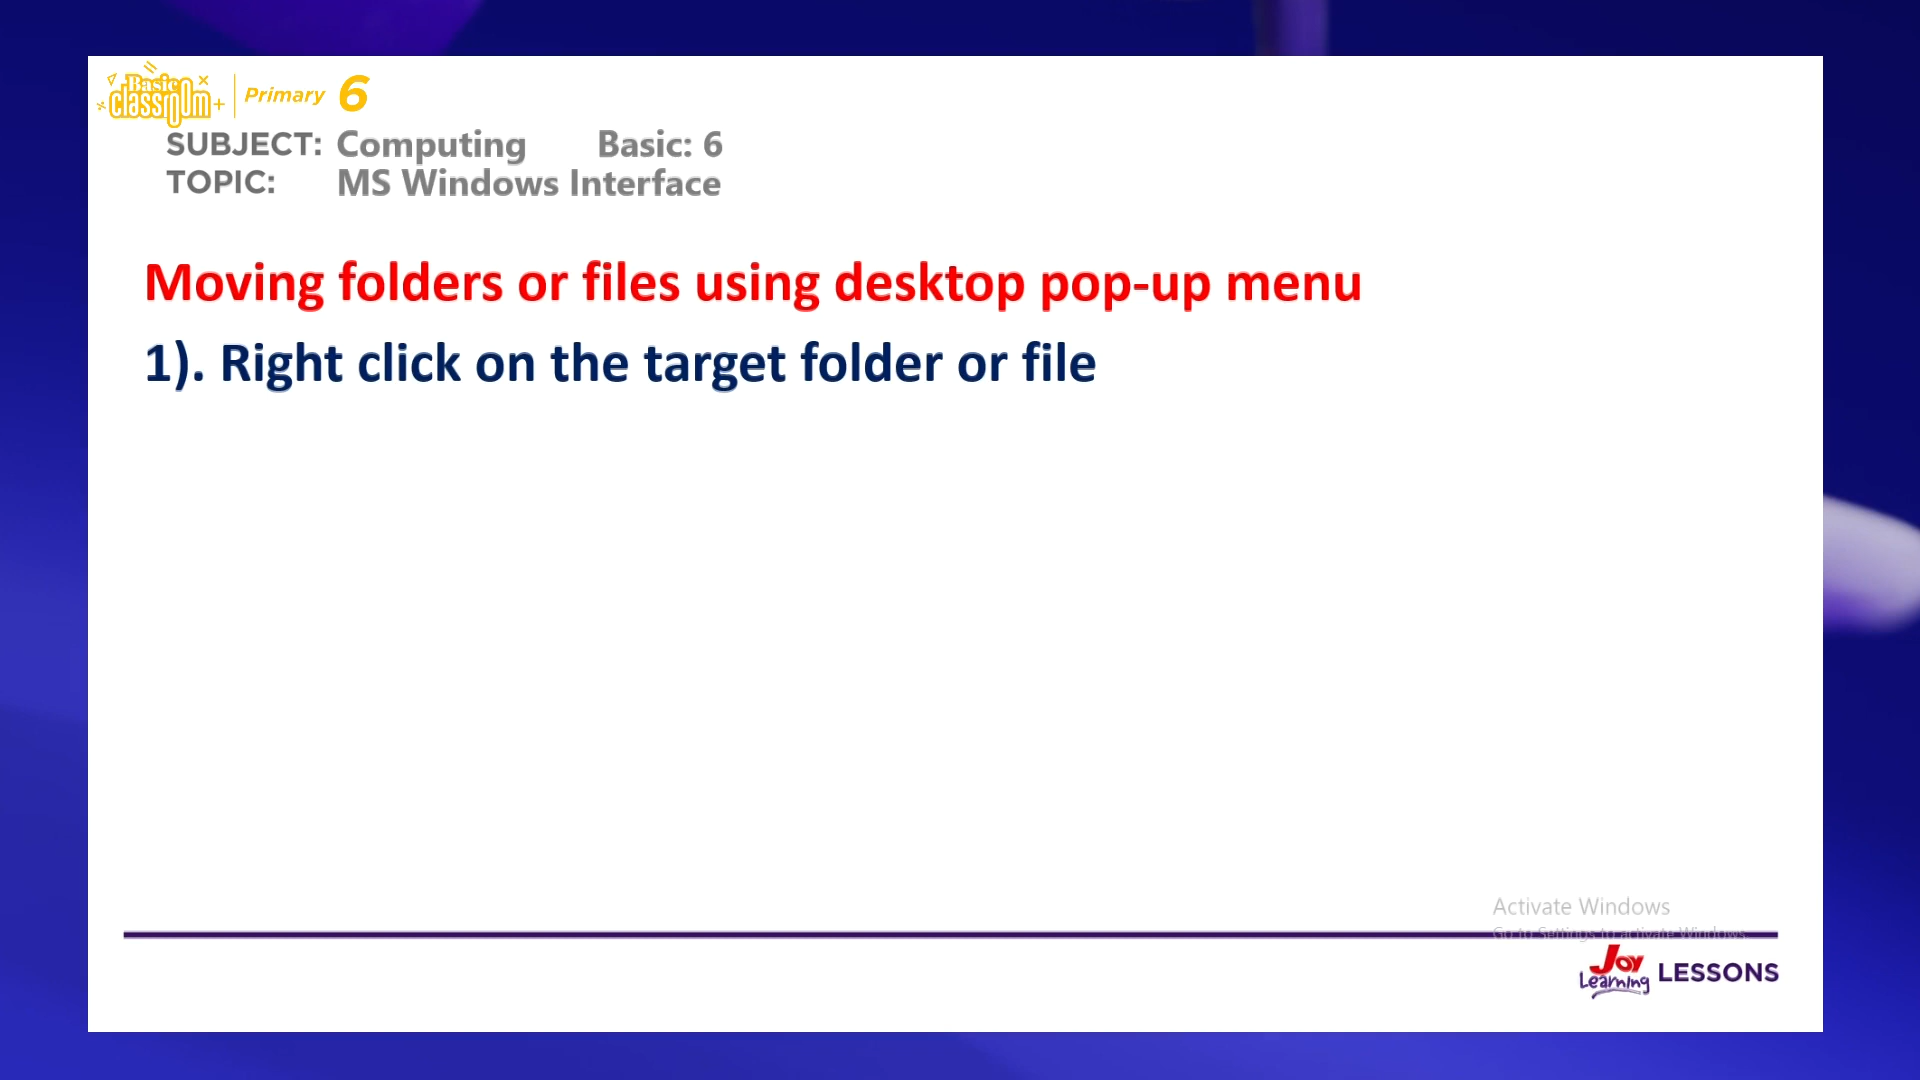 Basic
classroom
Primary 6
SUBJECT: Computing Basic: 6
TOPIC: MS Windows Interface
Moving folders or files using desktop pop-up menu
1). Right click on the target folder or file
Activate Windows
Go to Settings to activate Windows.
Joy
Learning LESSONS